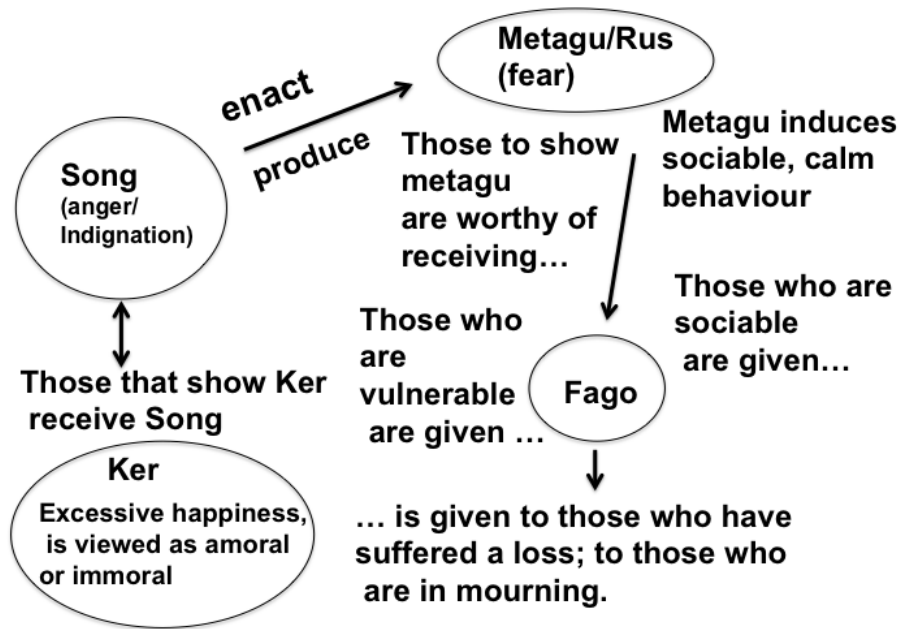 Metagu/Rus
(fear)
enact
produce
Song
(anger/
Indignation)
Those to show
metagu
are worthy of
receiving…
Metagu induces
sociable, calm
behaviour
Those who are
sociable
are given…
Those who
are
vulnerable
are given …
Fago
Those that show Ker
receive Song
Ker
Excessive happiness,
is viewed as amoral
or immoral
… is given to those who have
suffered a loss; to those who
are in mourning.